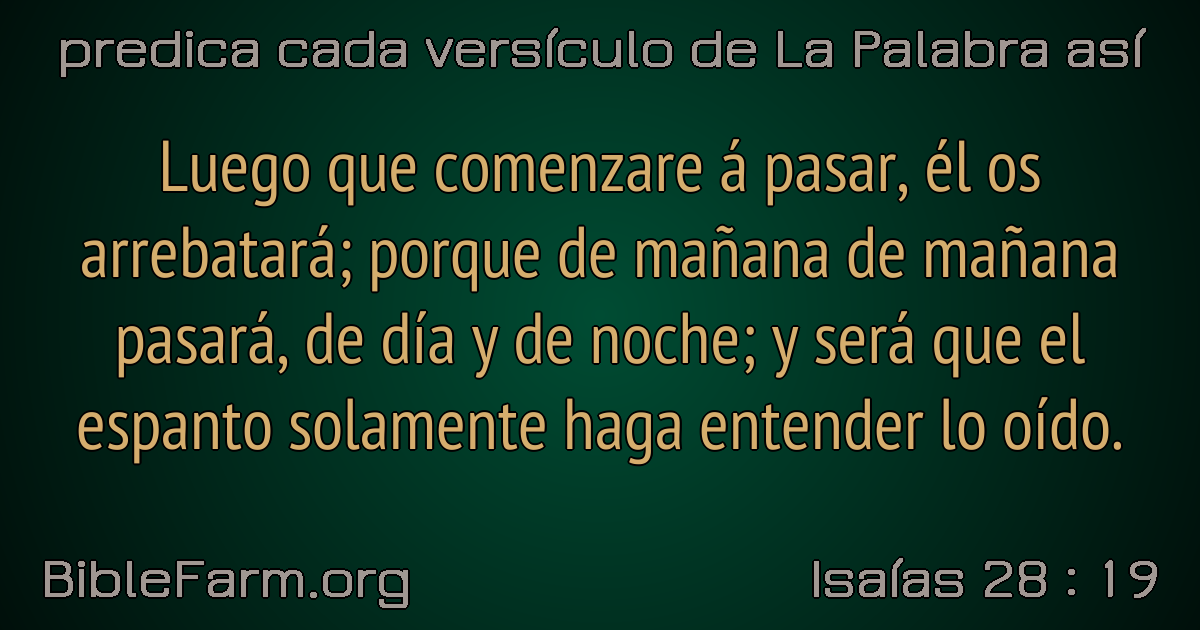 predica cada versículo de La Palabra así
Luego que comenzare á pasar, él os
arrebatará; porque de mañana de mañana
pasará, de día y de noche; y será que el
espanto solamente haga entender lo oído.
BibleFarm.org
Isaías 28 : 19